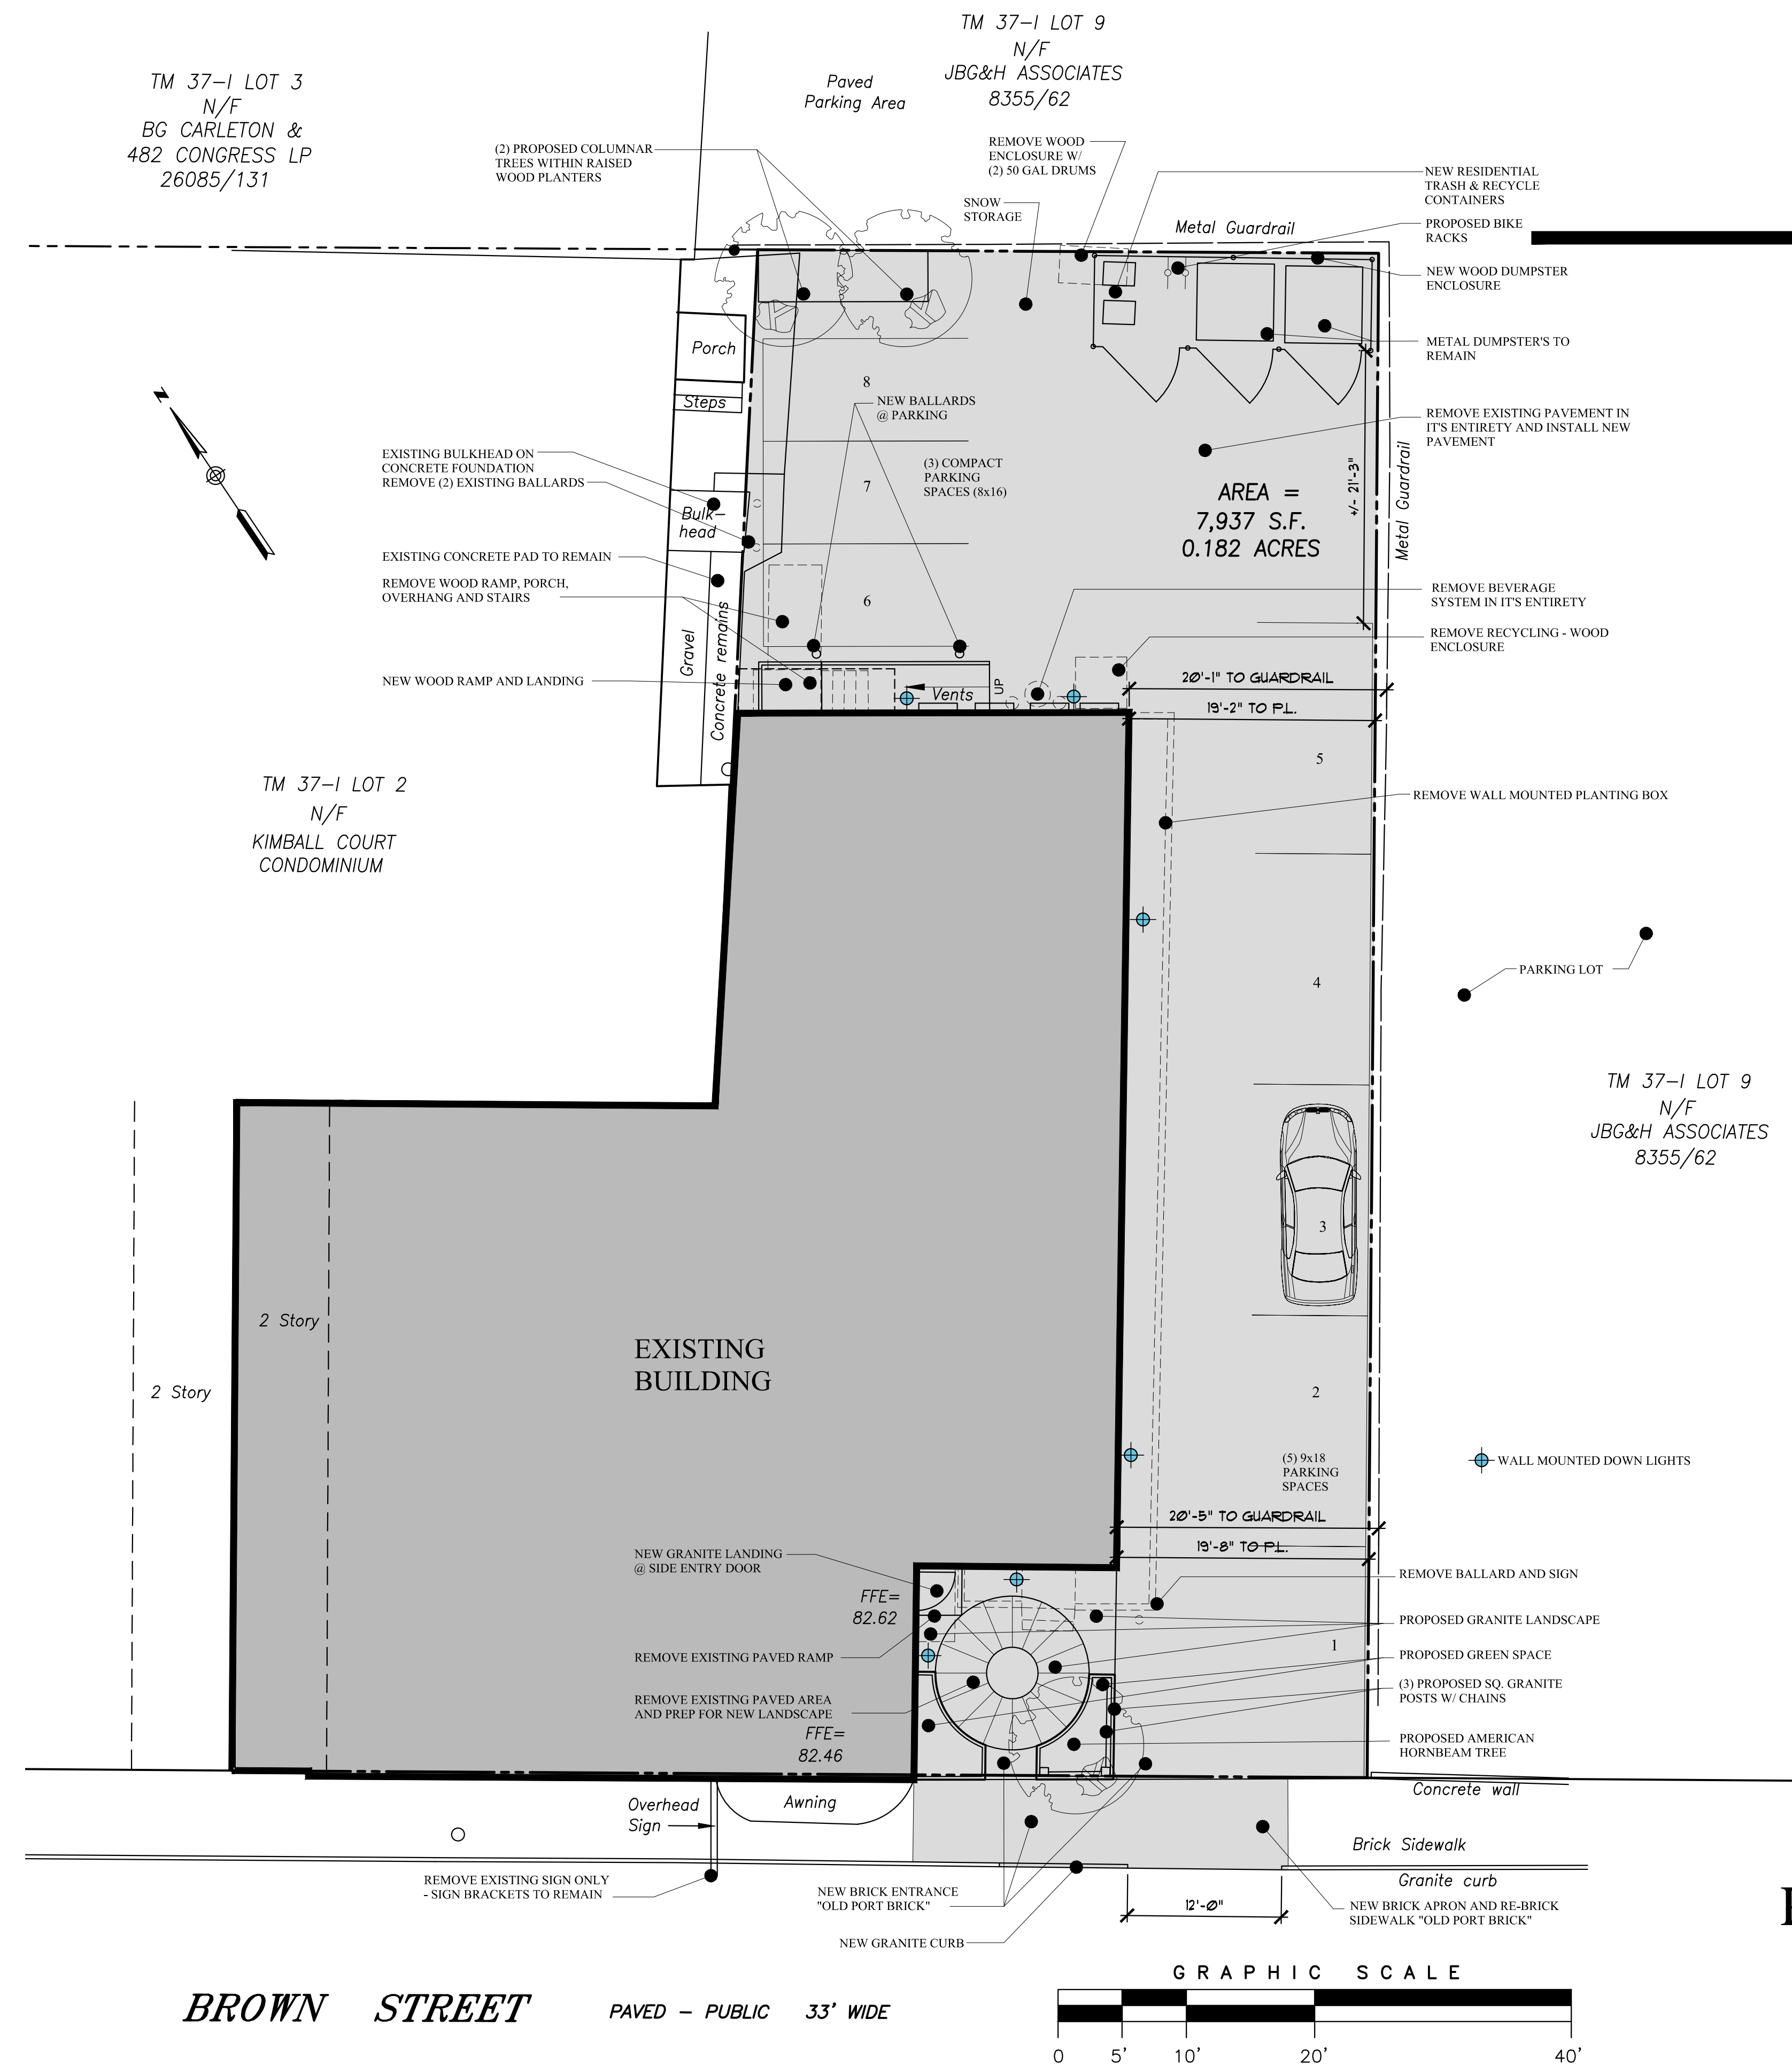 TM 37-I LOT 9
N/F
JBG&H ASSOCIATES
8355/62
TM 37-I LOT 3
N/F
BG CARLETON &
482 CONGRESS LP
26085/131
Paved
Parking Area
(2) PROPOSED COLUMNAR
TREES WITHIN RAISED
WOOD PLANTERS
REMOVE WOOD
ENCLOSURE W/
(2) 50 GAL DRUMS
SNOW
STORAGE
NEW RESIDENTIAL
TRASH & RECYCLE
CONTAINERS
Metal Guardrail
PROPOSED BIKE
RACKS
NEW WOOD DUMPSTER
ENCLOSURE
METAL DUMPSTER'S TO
REMAIN
Porch
Steps
8
NEW BALLARDS
@ PARKING
REMOVE EXISTING PAVEMENT IN
IT'S ENTIRETY AND INSTALL NEW
PAVEMENT
N
EXISTING BULKHEAD ON
CONCRETE FOUNDATION
REMOVE (2) EXISTING BALLARDS
(3) COMPACT
PARKING
SPACES (8x16)
7
+/- 21'-3"
Metal Guardrail
AREA =
7,937 S.F.
0.182 ACRES
Bulk-
head
EXISTING CONCRETE PAD TO REMAIN
REMOVE WOOD RAMP, PORCH,
OVERHANG AND STAIRS
6
REMOVE BEVERAGE
SYSTEM IN IT'S ENTIRETY
Gravel
Concrete remains
REMOVE RECYCLING - WOOD
ENCLOSURE
NEW WOOD RAMP AND LANDING
Vents
UP
20'-1" TO GUARDRAIL
19'-2" TO P.L.
5
TM 37-I LOT 2
N/F
KIMBALL COURT
CONDOMINIUM
REMOVE WALL MOUNTED PLANTING BOX
PARKING LOT
4
TM 37-I LOT 9
N/F
JBG&H ASSOCIATES
8355/62
3
2 Story
2 Story
EXISTING
BUILDING
2
(5) 9x18
PARKING
SPACES
WALL MOUNTED DOWN LIGHTS
20'-5" TO GUARDRAIL
19'-8" TO P.L.
NEW GRANITE LANDING
@ SIDE ENTRY DOOR
FFE=
82.62
REMOVE BALLARD AND SIGN
PROPOSED GRANITE LANDSCAPE
1
REMOVE EXISTING PAVED RAMP
PROPOSED GREEN SPACE
(3) PROPOSED SQ. GRANITE
POSTS W/ CHAINS
REMOVE EXISTING PAVED AREA
AND PREP FOR NEW LANDSCAPE
FFE=
82.46
PROPOSED AMERICAN
HORNBEAM TREE
Concrete wall
Overhead
Sign
Awning
Brick Sidewalk
Granite curb
REMOVE EXISTING SIGN ONLY
- SIGN BRACKETS TO REMAIN
NEW BRICK ENTRANCE
"OLD PORT BRICK"
12'-0"
NEW BRICK APRON AND RE-BRICK
SIDEWALK "OLD PORT BRICK"
NEW GRANITE CURB
GRAPHIC SCALE
BROWN STREET
PAVED - PUBLIC 33' WIDE
0 5' 10' 20' 40'